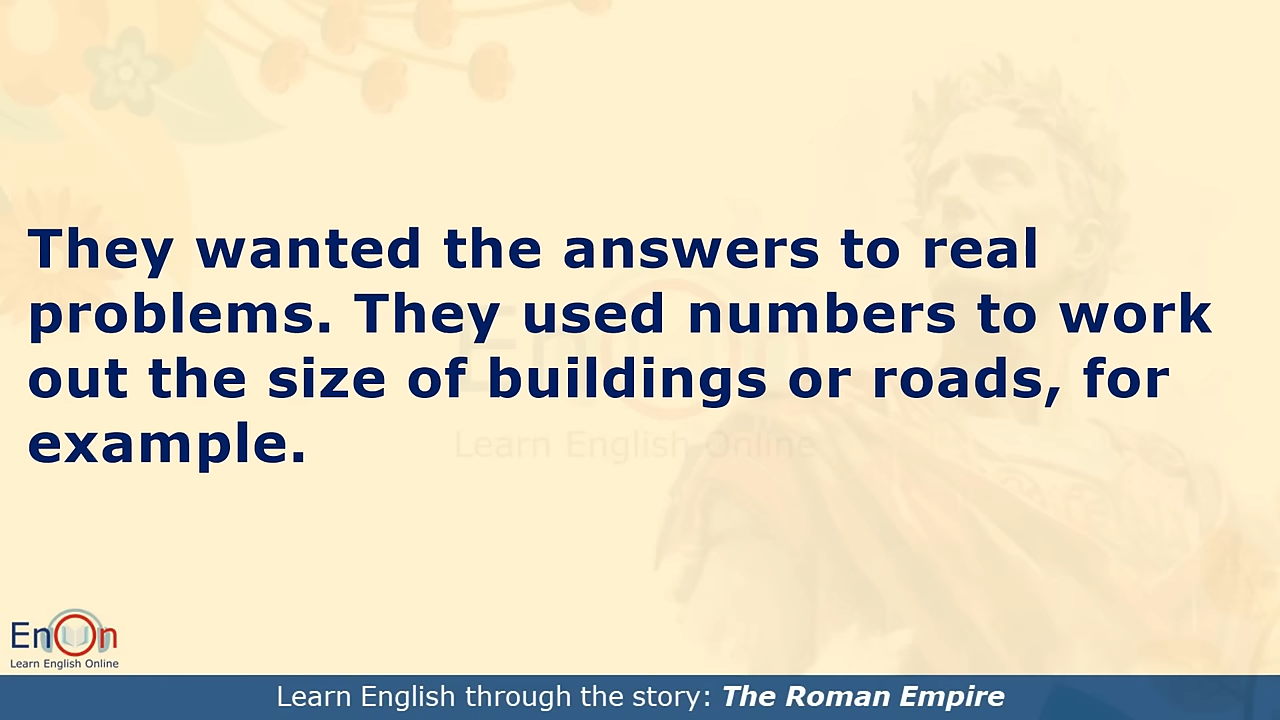 They wanted the answers to real
problems. They used numbers to work
out the size of buildings or roads, for
example.
EnOn
Learn English Online
EnOn
Learn English Online
Learn English through the story: The Roman Empire